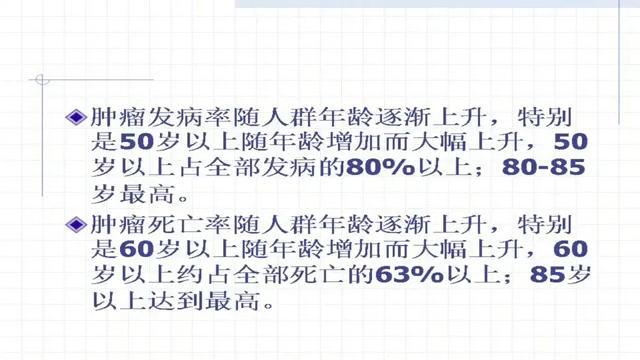 肿瘤发病率随人群年龄逐渐上升，特别
是50岁以上随年龄增加而大幅上升，50
岁以上占全部发病的80%以上；80-85
岁最高。
肿瘤死亡率随人群年龄逐渐上升，特别
是60岁以上随年龄增加而大幅上升，60
岁以上约占全部死亡的63%以上；85岁
以上达到最高。